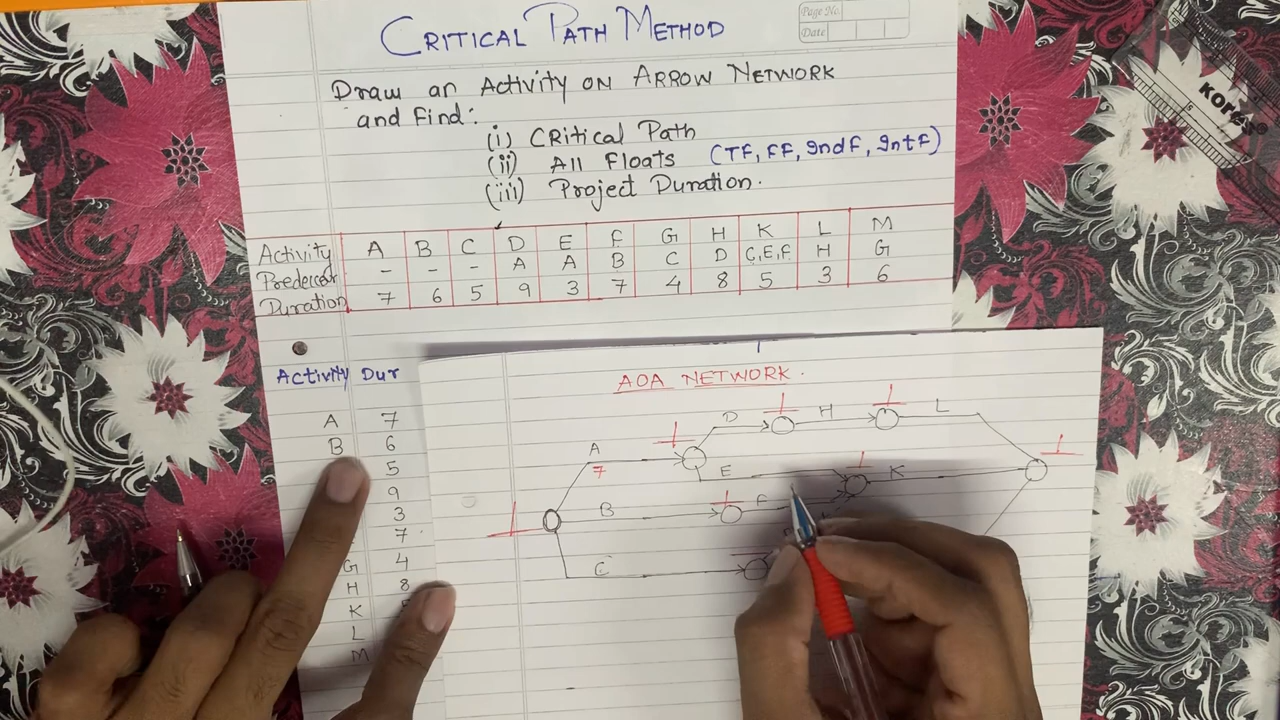 CRITICAL PATH METHOD
Page No.
Date
DRAW an Activity ON ARROW NETWORK
and Find:
(i) CRitical Path
(ii) All Floats (TF, FF, IndF, IntF)
(iii) PRoject Duration.
Activity A B C D E F G H K L M
- - - A A B C D C,E,F H G
Duration 7 6 5 9 3 7 4 8 5 3 6
Activity Dur
A 7
B 6
5
9
3
7
G 4
H 8
K
L
M
AOA NETWORK.
D H L
A
7
E K
B F
C